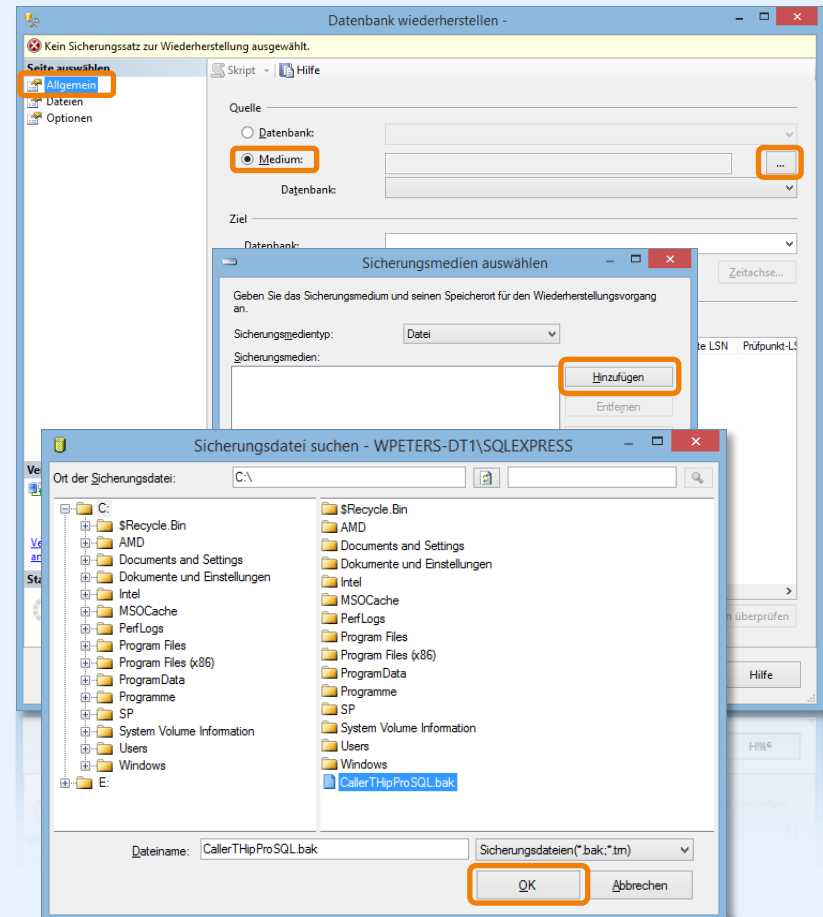 Datenbank wiederherstellen -
Kein Sicherungssatz zur Wiederherstellung ausgewählt.
Seite auswählen
Allgemein
Dateien
Optionen
Skript
Hilfe
Quelle
Datenbank:
Medium:
...
Datenbank:
Ziel
Datenbank:
Zeitachse...
te LSN Prüfpunkt-LS
Sicherungsmedien auswählen
Geben Sie das Sicherungsmedium und seinen Speicherort für den Wiederherstellungsvorgang
an.
Sicherungsmedientyp:
Datei
Sicherungsmedien:
Hinzufügen
Entfernen
Ve
Ve
an
Sta
n überprüfen
Hilfe
Sicherungsdatei suchen - WPETERS-DT1\SQLEXPRESS
Ort der Sicherungsdatei:
C:\
C:
$Recycle.Bin
AMD
Documents and Settings
Dokumente und Einstellungen
Intel
MSOCache
PerfLogs
Program Files
Program Files (x86)
ProgramData
Programme
SP
System Volume Information
Users
Windows
E:
$Recycle.Bin
AMD
Documents and Settings
Dokumente und Einstellungen
Intel
MSOCache
PerfLogs
Program Files
Program Files (x86)
ProgramData
Programme
SP
System Volume Information
Users
Windows
CallerTHipProSQL.bak
Dateiname:
CallerTHipProSQL.bak
Sicherungsdateien(*.bak;*.trn)
OK
Abbrechen